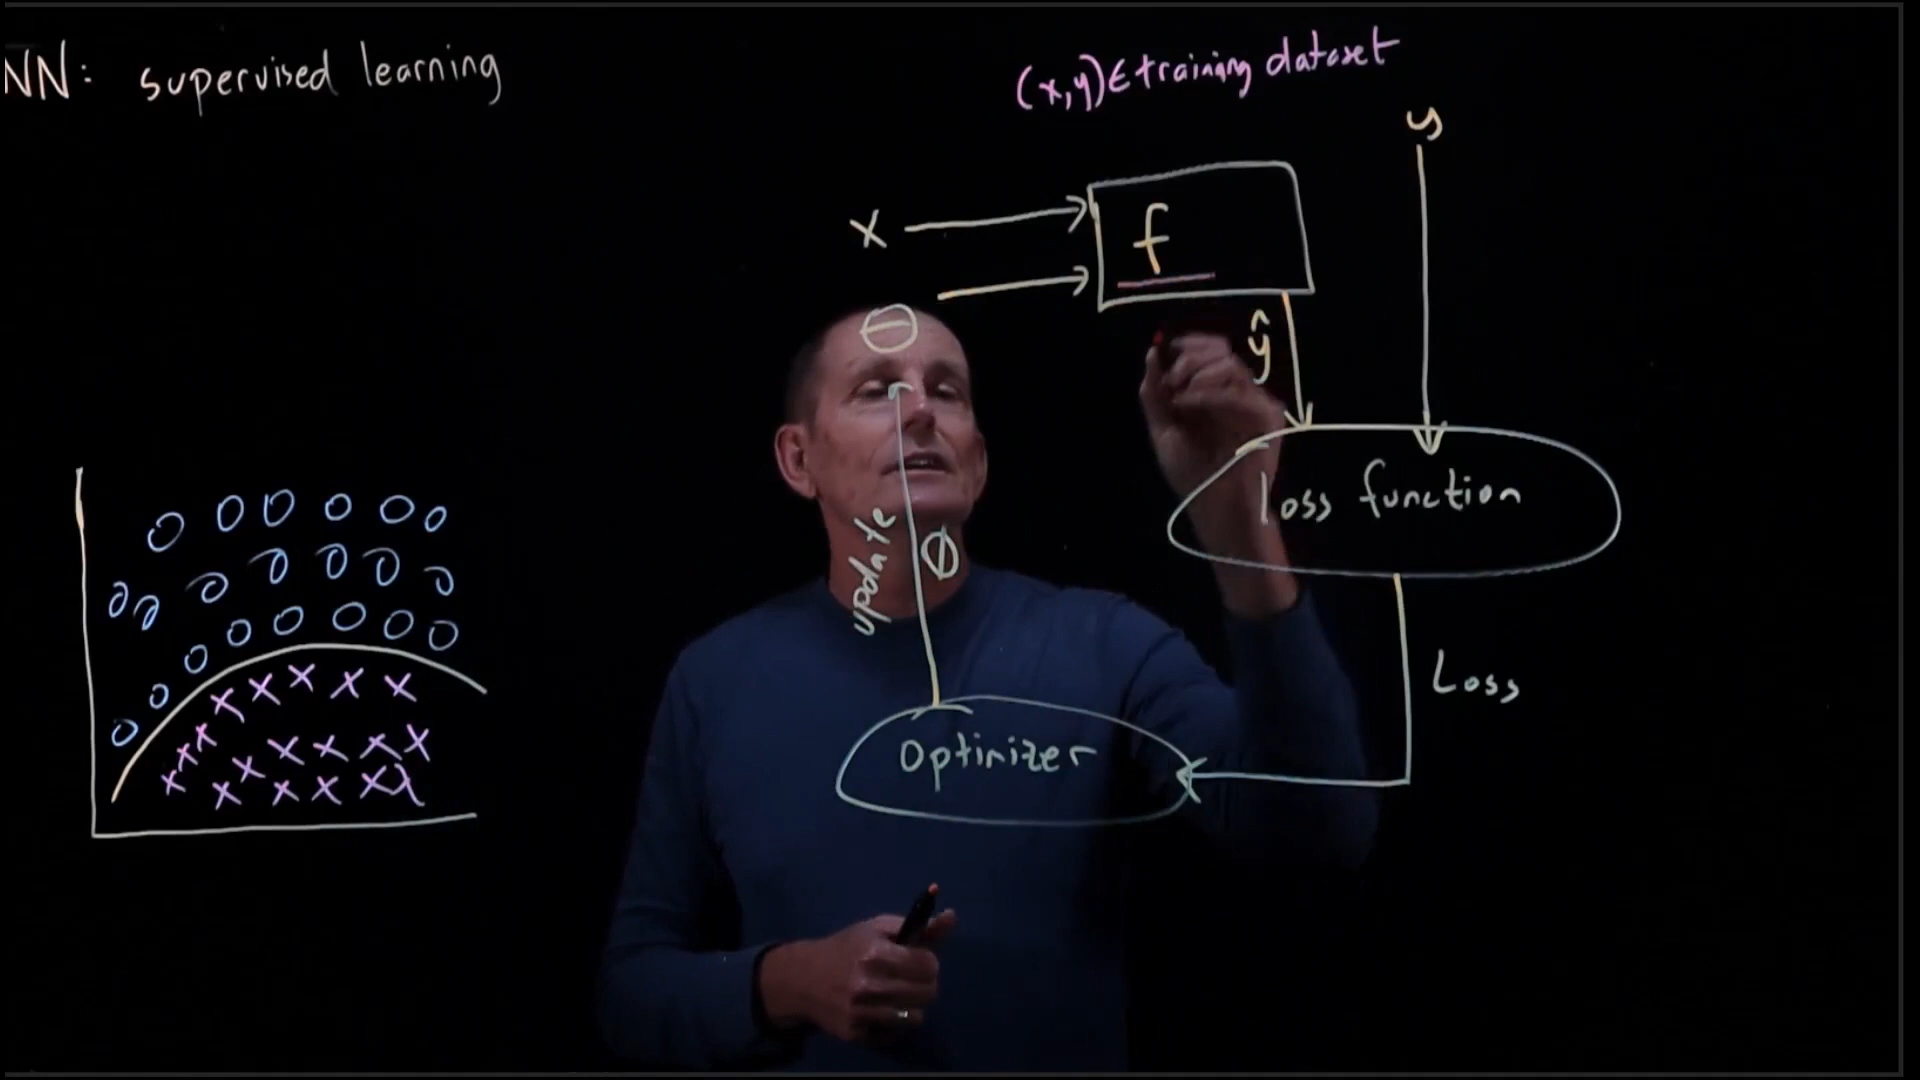 NN: supervised learning
(x,y)∈training dataset
y
x
f
θ
ŷ
loss function
update θ
Loss
optimizer